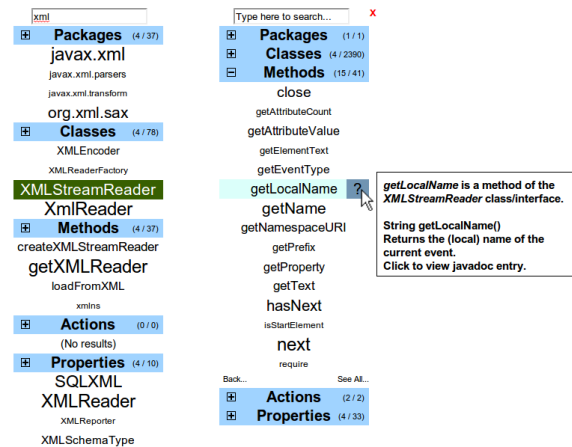 xml
Packages (4 / 37)
javax.xml
javax.xml.parsers
javax.xml.transform
org.xml.sax
Classes (4 / 78)
XMLEncoder
XMLReaderFactory
XMLStreamReader
XmlReader
Methods (4 / 37)
createXMLStreamReader
getXMLReader
loadFromXML
xmlns
Actions (0 / 0)
(No results)
Properties (4 / 10)
SQLXML
XMLReader
XMLReporter
XMLSchemaType
Type here to search... x
Packages (1 / 1)
Classes (4 / 2390)
Methods (15 / 41)
close
getAttributeCount
getAttributeValue
getElementText
getEventType
getLocalName ?
getName
getNamespaceURI
getPrefix
getProperty
getText
hasNext
isStartElement
next
require
Back... See All...
Actions (2 / 2)
Properties (4 / 33)
getLocalName is a method of the
XMLStreamReader class/interface.
String getLocalName()
Returns the (local) name of the
current event.
Click to view javadoc entry.